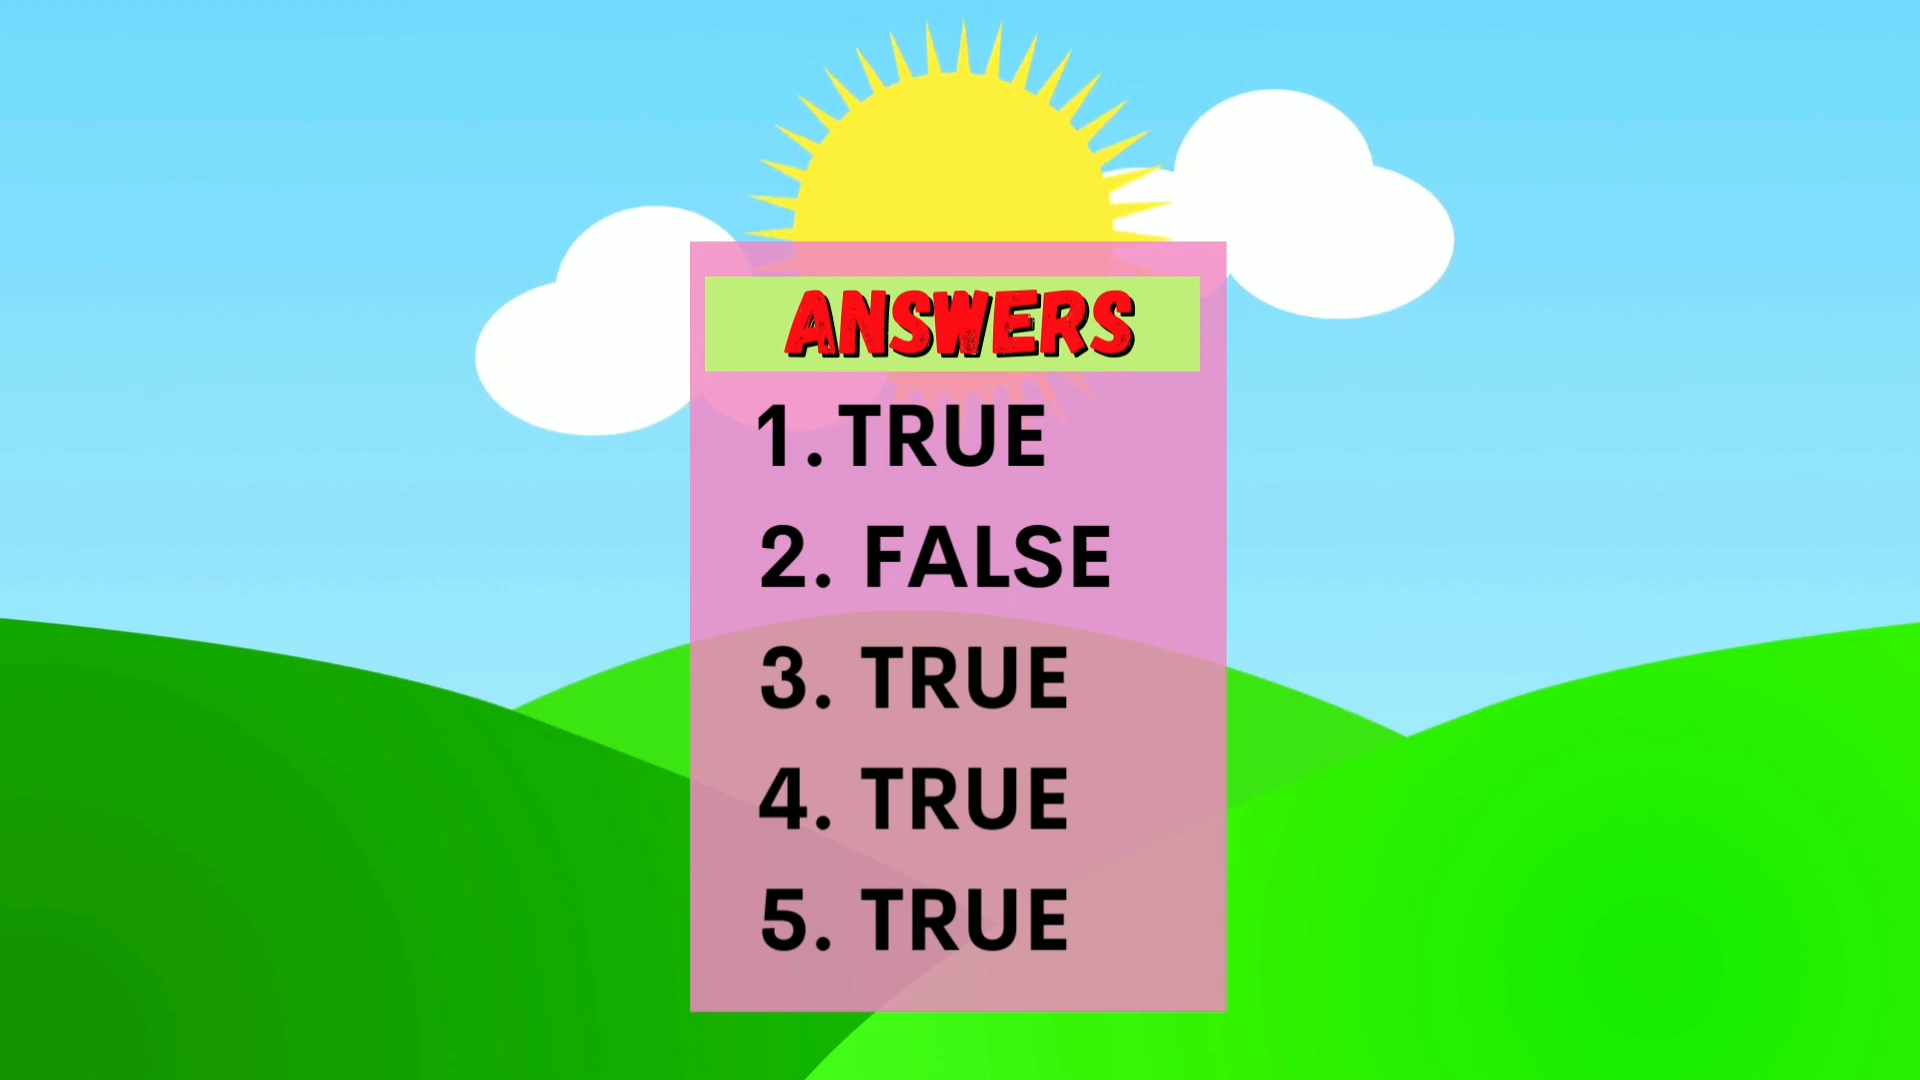 ANSWERS
1. TRUE
2. FALSE
3. TRUE
4. TRUE
5. TRUE